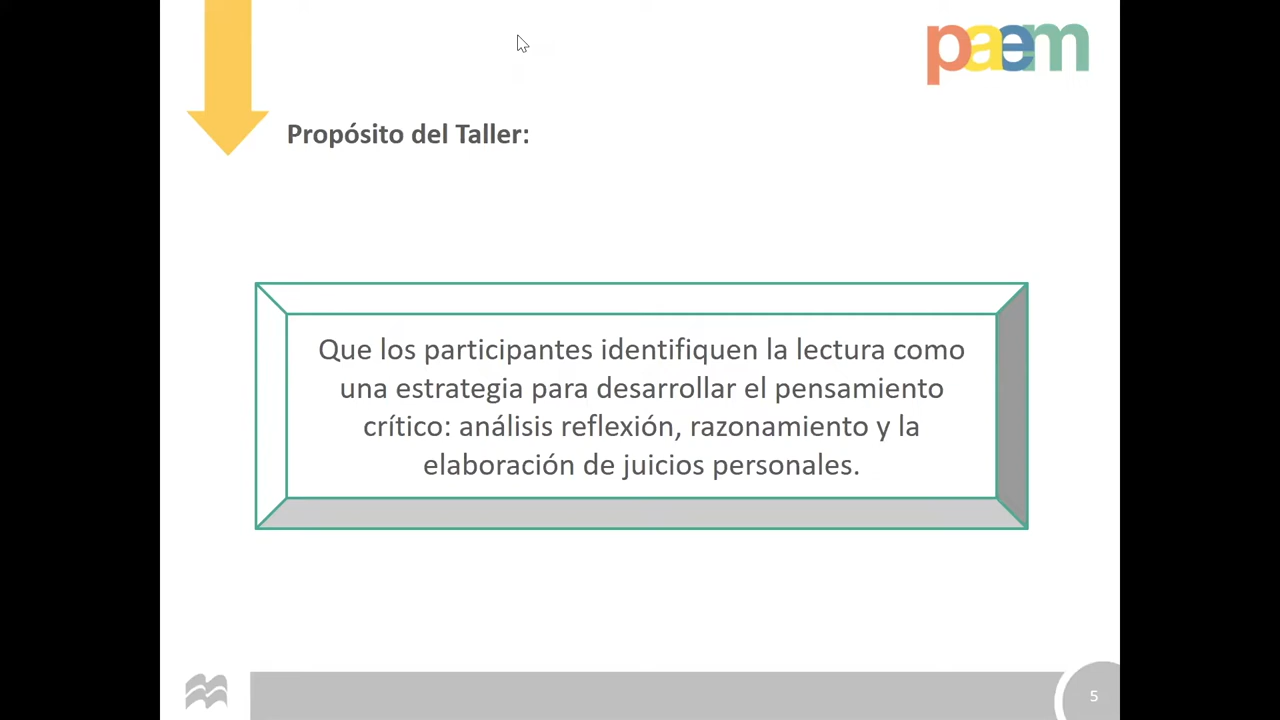 paem
Propósito del Taller:
Que los participantes identifiquen la lectura como
una estrategia para desarrollar el pensamiento
crítico: análisis reflexión, razonamiento y la
elaboración de juicios personales.
5